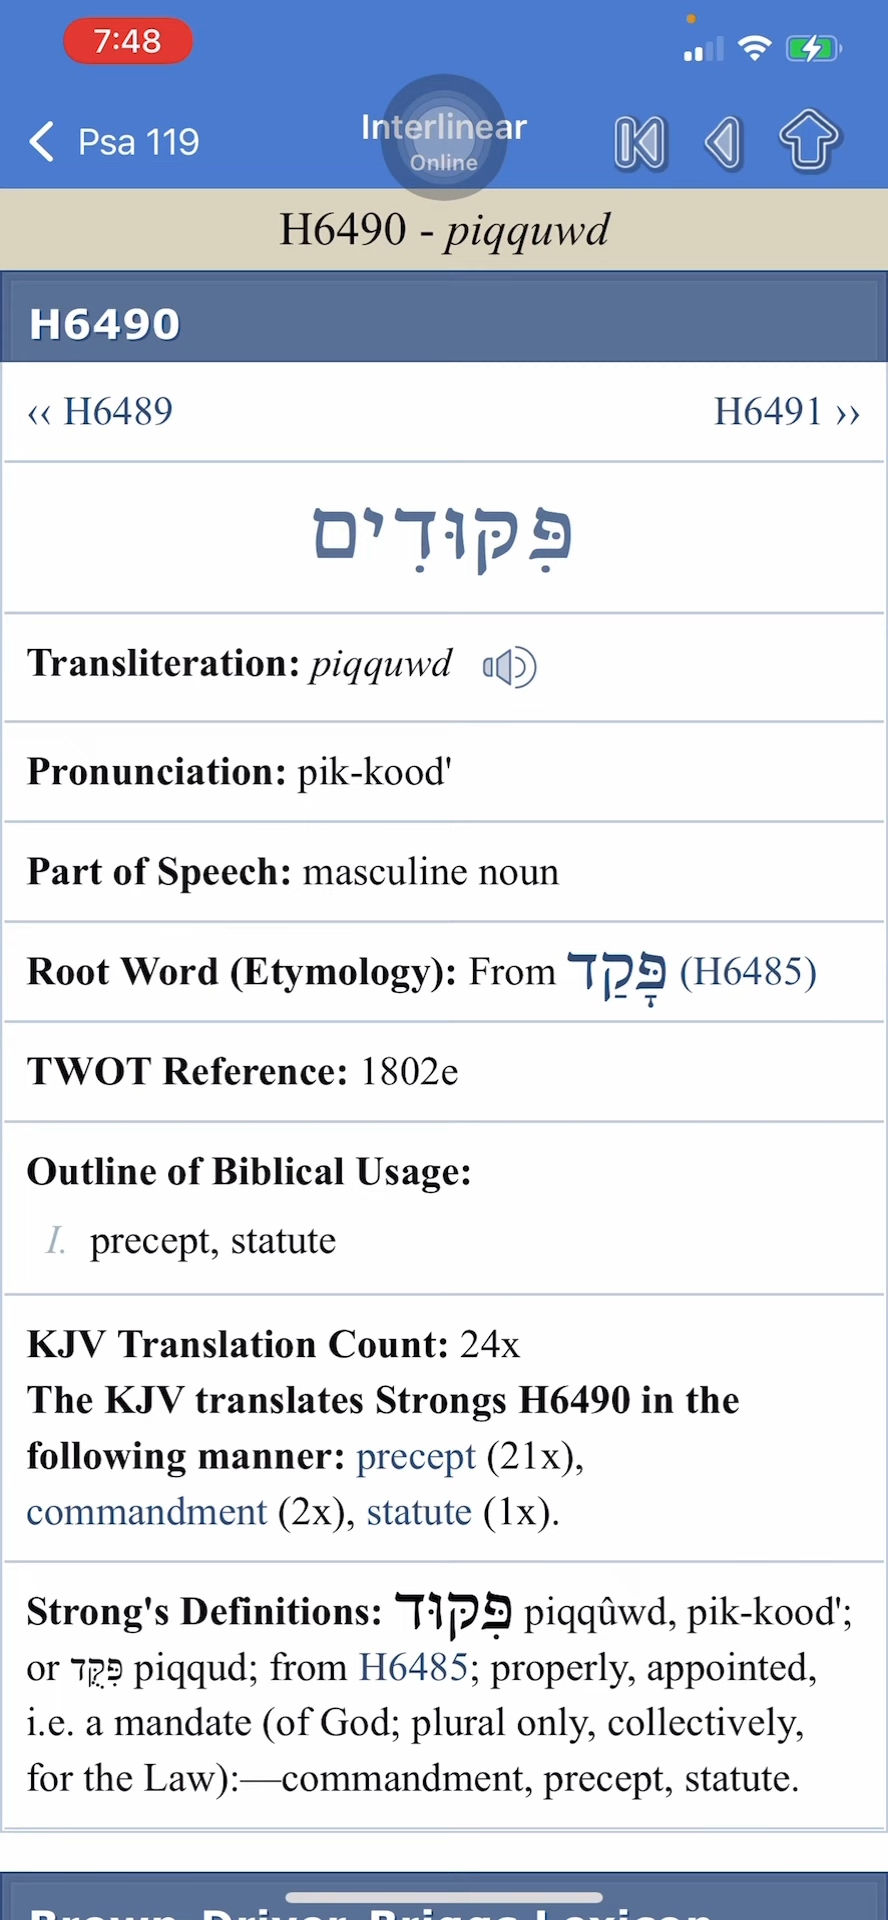 7:48
Psa 119
Interlinear
Online
H6490 - piqquwd
H6490
‹‹ H6489
H6491 ››
פִּקּוּדִים
Transliteration: piqquwd
Pronunciation: pik-kood'
Part of Speech: masculine noun
Root Word (Etymology): From פָּקַד (H6485)
TWOT Reference: 1802e
Outline of Biblical Usage:
I. precept, statute
KJV Translation Count: 24x
The KJV translates Strongs H6490 in the
following manner: precept (21x),
commandment (2x), statute (1x).
Strong's Definitions: פִּקּוּד piqqûwd, pik-kood';
or פִּקֻּד piqqud; from H6485; properly, appointed,
i.e. a mandate (of God; plural only, collectively,
for the Law):—commandment, precept, statute.
Brown-Driver-Briggs Lexicon